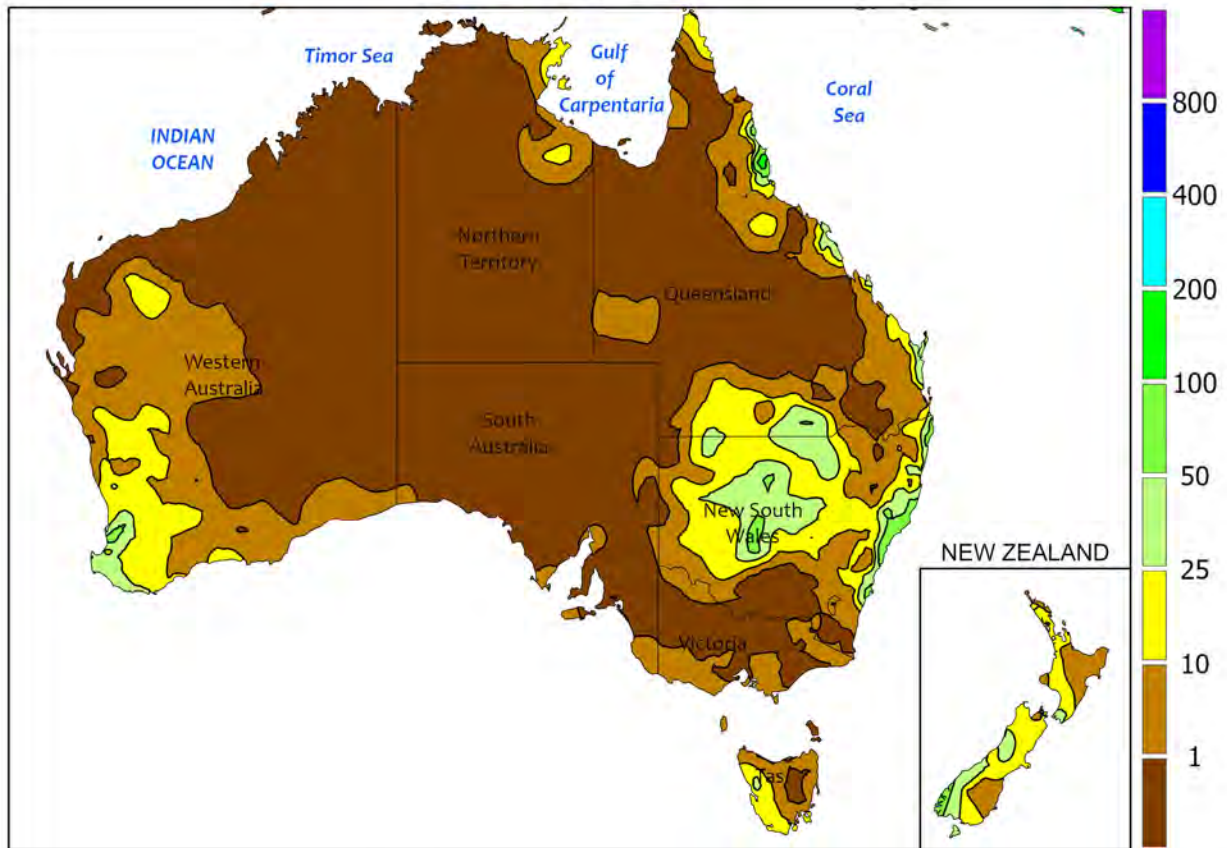 Timor Sea
Gulf
of
Carpentaria
Coral
Sea
INDIAN
OCEAN
Northern
Territory
Queensland
Western
Australia
South
Australia
New South
Wales
Victoria
Tas
NEW ZEALAND
800
400
200
100
50
25
10
1